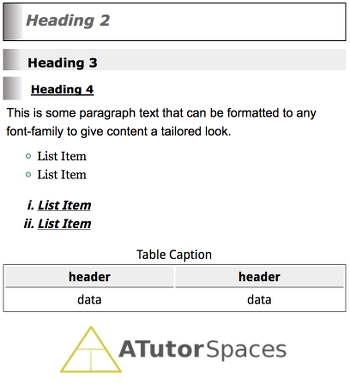 Heading 2
Heading 3
Heading 4
This is some paragraph text that can be formatted to any
font-family to give content a tailored look.
List Item
List Item
i. List Item
ii. List Item
Table Caption
header header
data data
ATutorSpaces